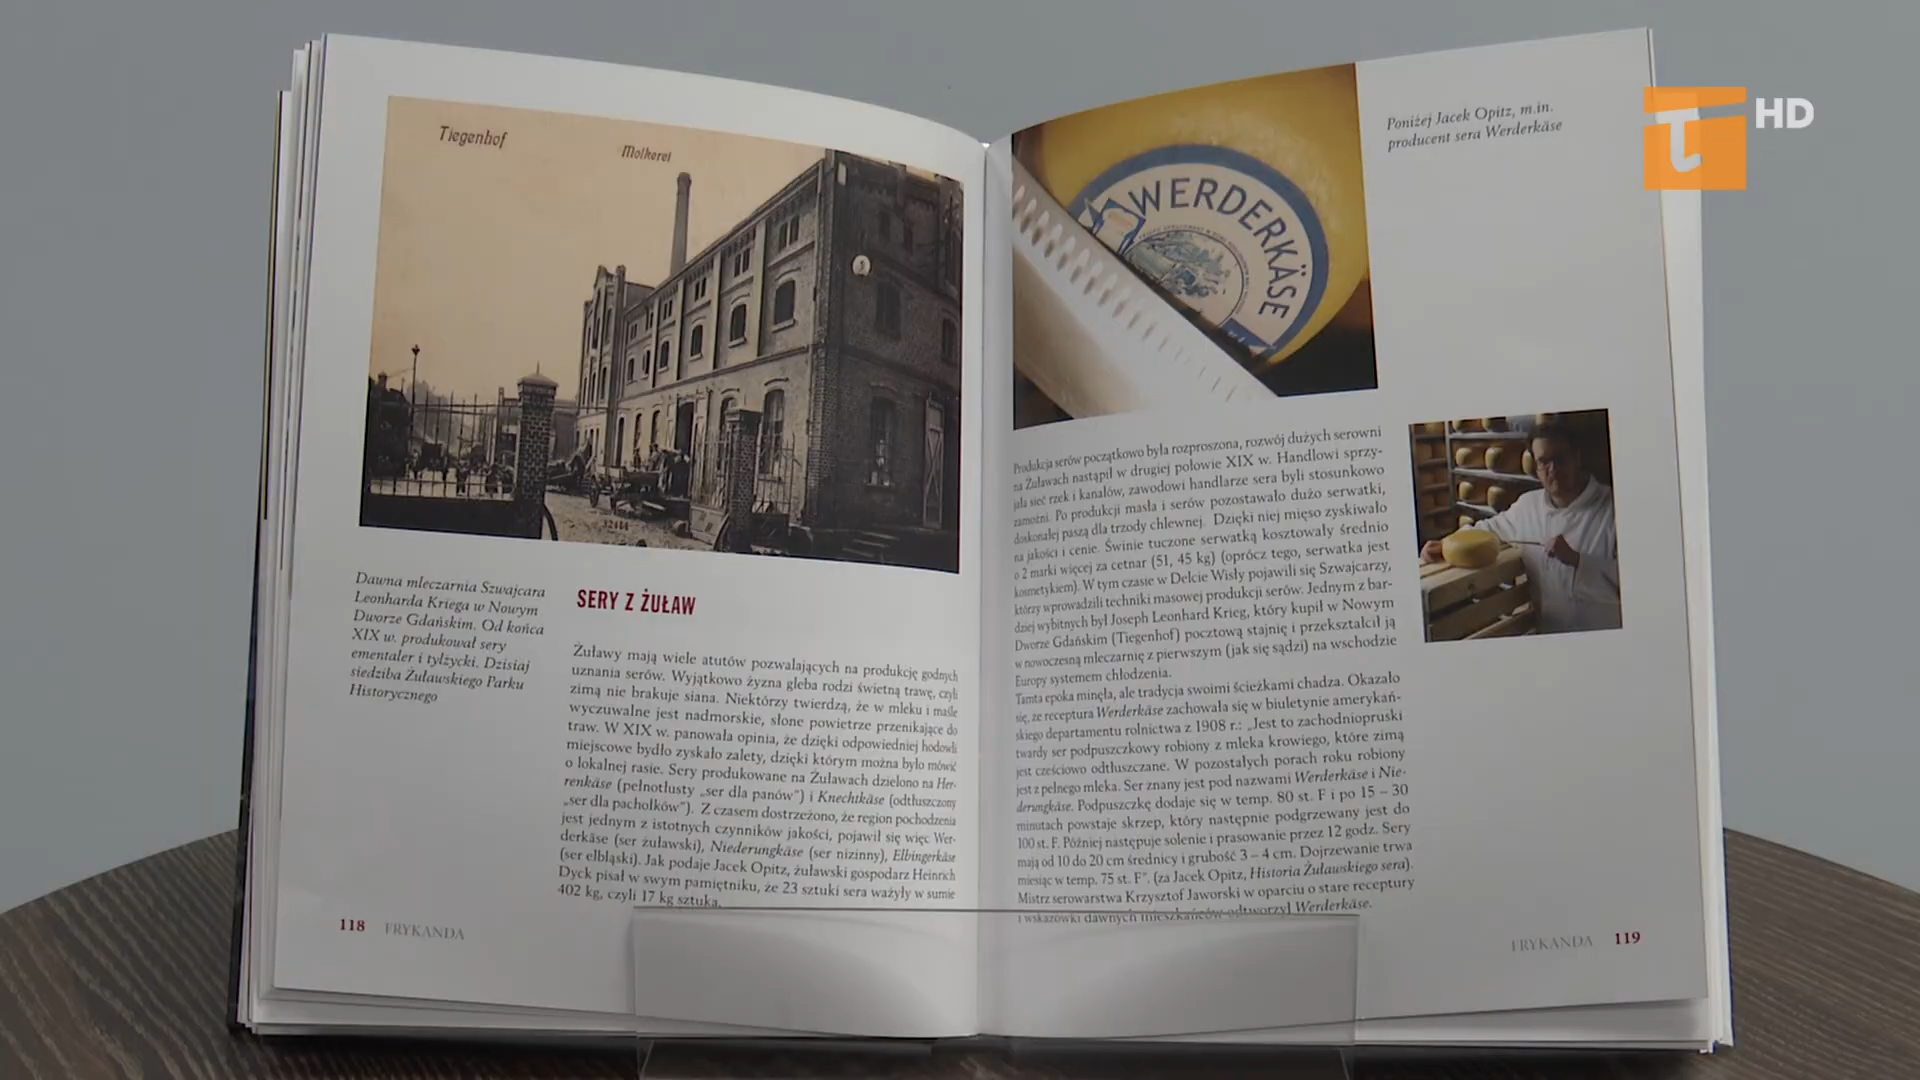 Tiegenhof
Molkerei
32414
Dawna mleczarnia Szwajcara
Leonharda Kriega w Nowym
Dworze Gdańskim. Od końca
XIX w. produkował sery
ementaler i tylżycki. Dzisiaj
siedziba Żuławskiego Parku
Historycznego
SERY Z ŻUŁAW
Żuławy mają wiele atutów pozwalających na produkcję godnych
uznania serów. Wyjątkowo żyzna gleba rodzi świetną trawę, czyli
zimą nie brakuje siana. Niektórzy twierdzą, że w mleku i maśle
wyczuwalne jest nadmorskie, słone powietrze przenikające do
traw. W XIX w. panowała opinia, że dzięki odpowiedniej hodowli
miejscowe bydło zyskało zalety, dzięki którym można było mówić
o lokalnej rasie. Sery produkowane na Żuławach dzielono na Her-
renkäse (pełnotłusty „ser dla panów”) i Knechtkäse (odtłuszczony
„ser dla pachołków”). Z czasem dostrzeżono, że region pochodzenia
jest jednym z istotnych czynników jakości, pojawił się więc Wer-
derkäse (ser żuławski), Niederungkäse (ser nizinny), Elbingerkäse
(ser elbląski). Jak podaje Jacek Opitz, żuławski gospodarz Heinrich
Dyck pisał w swym pamiętniku, że 23 sztuki sera ważyły w sumie
402 kg, czyli 17 kg sztuka.
118 FRYKANDA
WERDERKÄSE
Poniżej Jacek Opitz, m.in.
producent sera Werderkäse
HD
Produkcja serów początkowo była rozproszona, rozwój dużych serowni
na Żuławach nastąpił w drugiej połowie XIX w. Handlowi sprzy-
jała sieć rzek i kanałów, zawodowi handlarze sera byli stosunkowo
zamożni. Po produkcji masła i serów pozostawało dużo serwatki,
doskonałej paszą dla trzody chlewnej. Dzięki niej mięso zyskiwało
na jakości i cenie. Świnie tuczone serwatką kosztowały średnio
o 2 marki więcej za cetnar (51, 45 kg) (oprócz tego, serwatka jest
kosmetykiem). W tym czasie w Delcie Wisły pojawili się Szwajcarzy,
którzy wprowadzili techniki masowej produkcji serów. Jednym z bar-
dziej wybitnych był Joseph Leonhard Krieg, który kupił w Nowym
Dworze Gdańskim (Tiegenhof) pocztową stajnię i przekształcił ją
w nowoczesną mleczarnię z pierwszym (jak się sądzi) na wschodzie
Europy systemem chłodzenia.
Tamta epoka minęła, ale tradycja swoimi ścieżkami chadza. Okazało
się, że receptura Werderkäse zachowała się w biuletynie amerykań-
skiego departamentu rolnictwa z 1908 r.: „Jest to zachodniopruski
twardy ser podpuszczkowy robiony z mleka krowiego, które zimą
jest cześciowo odtłuszczane. W pozostałych porach roku robiony
jest z pełnego mleka. Ser znany jest pod nazwami Werderkäse i Nie-
derungkäse. Podpuszczkę dodaje się w temp. 80 st. F i po 15 – 30
minutach powstaje skrzep, który następnie podgrzewany jest do
100 st. F. Później następuje solenie i prasowanie przez 12 godz. Sery
mają od 10 do 20 cm średnicy i grubość 3 – 4 cm. Dojrzewanie trwa
miesiąc w temp. 75 st. F”. (za Jacek Opitz, Historia Żuławskiego sera).
Mistrz serowarstwa Krzysztof Jaworski w oparciu o stare receptury
i wskazówki dawnych mieszkańców odtworzył Werderkäse.
FRYKANDA 119